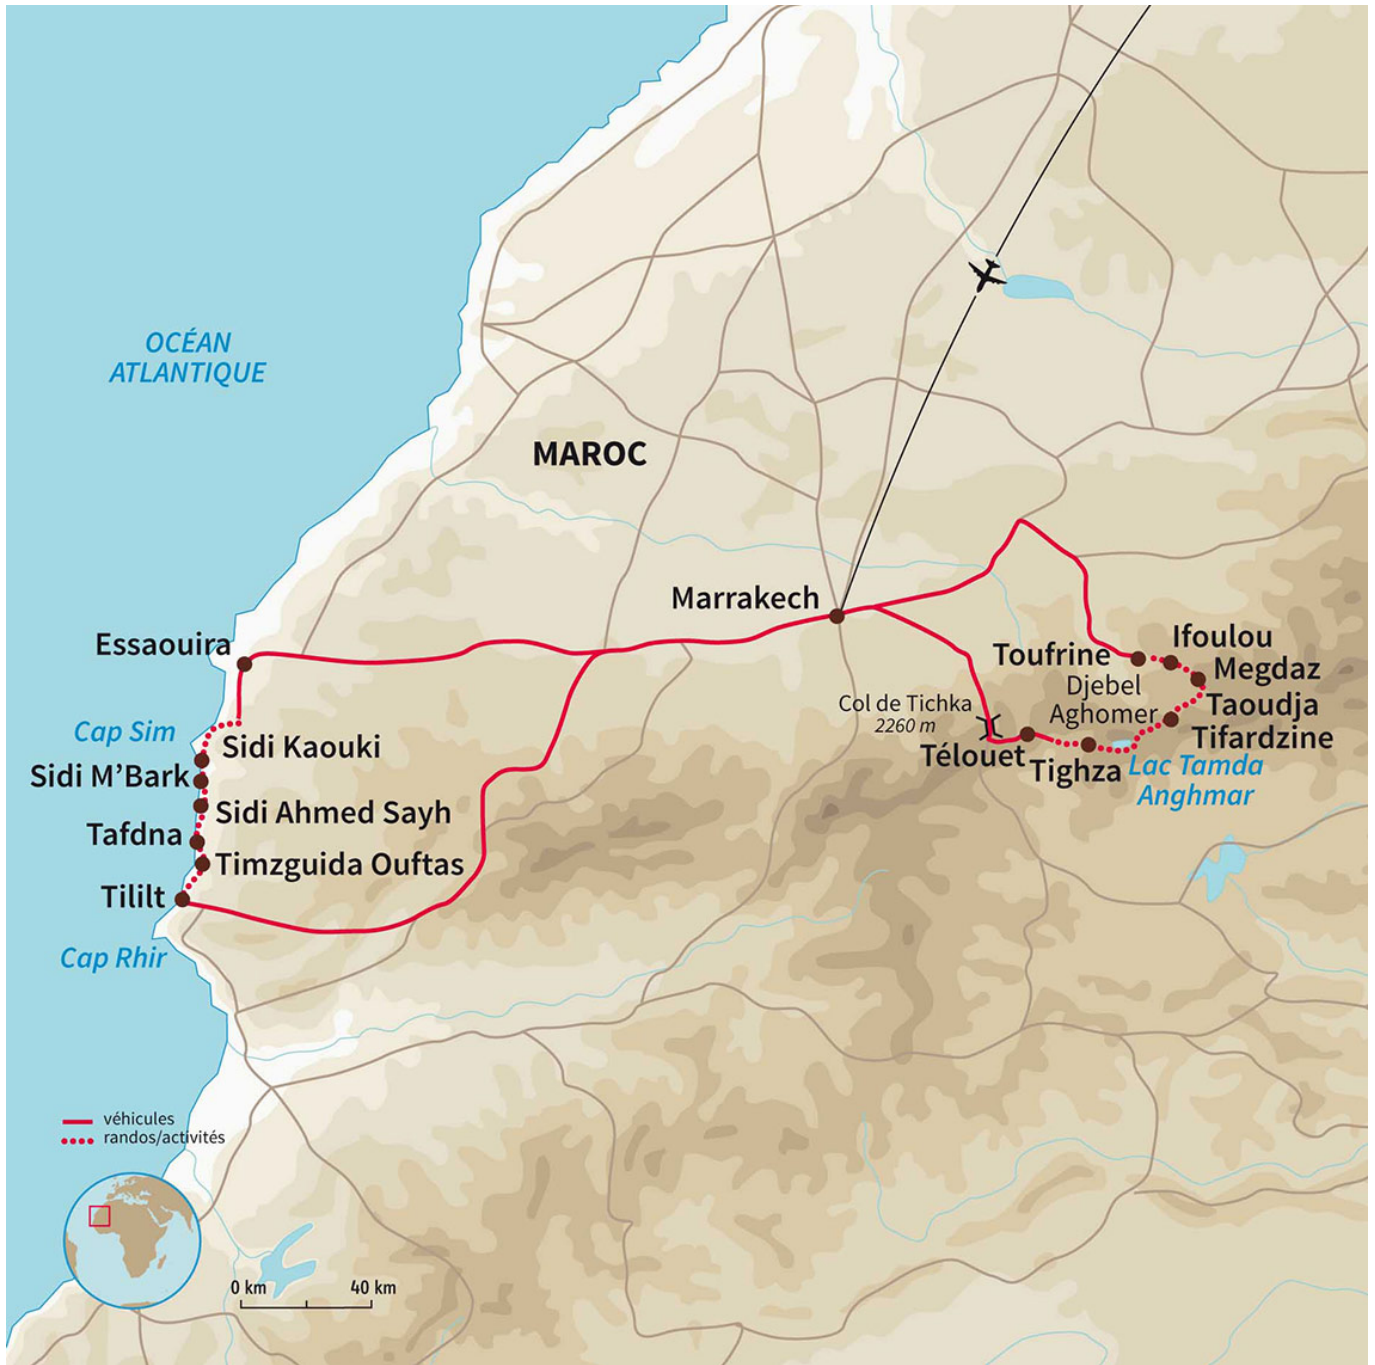 OCÉAN
ATLANTIQUE
MAROC
Marrakech
Essaouira
Cap Sim
Sidi Kaouki
Sidi M'Bark
Sidi Ahmed Sayh
Tafdna
Timzguida Ouftas
Tililt
Cap Rhir
Ifoulou
Toufrine
Megdaz
Djebel
Aghomer
Taoudja
Col de Tichka
2260 m
Tifardzine
Télouet
Tighza
Lac Tamda
Anghmar
véhicules
randos/activités
0 km
40 km